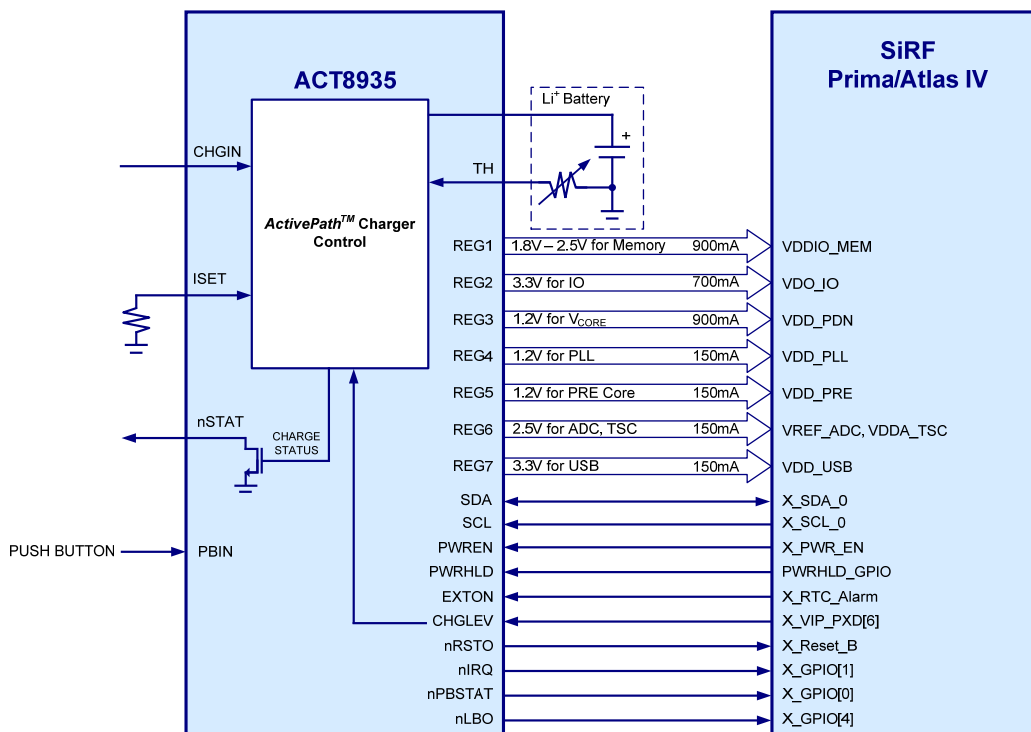 ACT8935
SiRF
Prima/Atlas IV
Li+ Battery
+
CHGIN
TH
ActivePath™ Charger
Control
REG1 1.8V – 2.5V for Memory 900mA VDDIO_MEM
ISET
REG2 3.3V for IO 700mA VDO_IO
REG3 1.2V for VCORE 900mA VDD_PDN
REG4 1.2V for PLL 150mA VDD_PLL
REG5 1.2V for PRE Core 150mA VDD_PRE
nSTAT
CHARGE
STATUS
REG6 2.5V for ADC, TSC 150mA VREF_ADC, VDDA_TSC
REG7 3.3V for USB 150mA VDD_USB
SDA X_SDA_0
SCL X_SCL_0
PUSH BUTTON PBIN
PWREN X_PWR_EN
PWRHLD PWRHLD_GPIO
EXTON X_RTC_Alarm
CHGLEV X_VIP_PXD[6]
nRSTO X_Reset_B
nIRQ X_GPIO[1]
nPBSTAT X_GPIO[0]
nLBO X_GPIO[4]